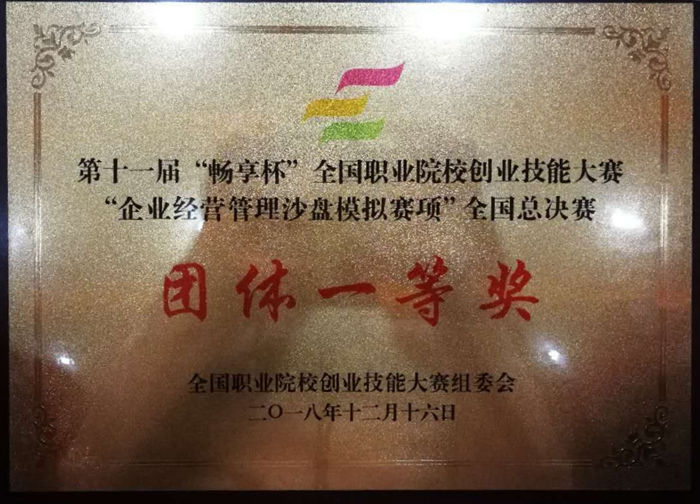 第十一届“畅享杯”全国职业院校创业技能大赛
“企业经营管理沙盘模拟赛项”全国总决赛
团体一等奖
全国职业院校创业技能大赛组委会
二〇一八年十二月十六日